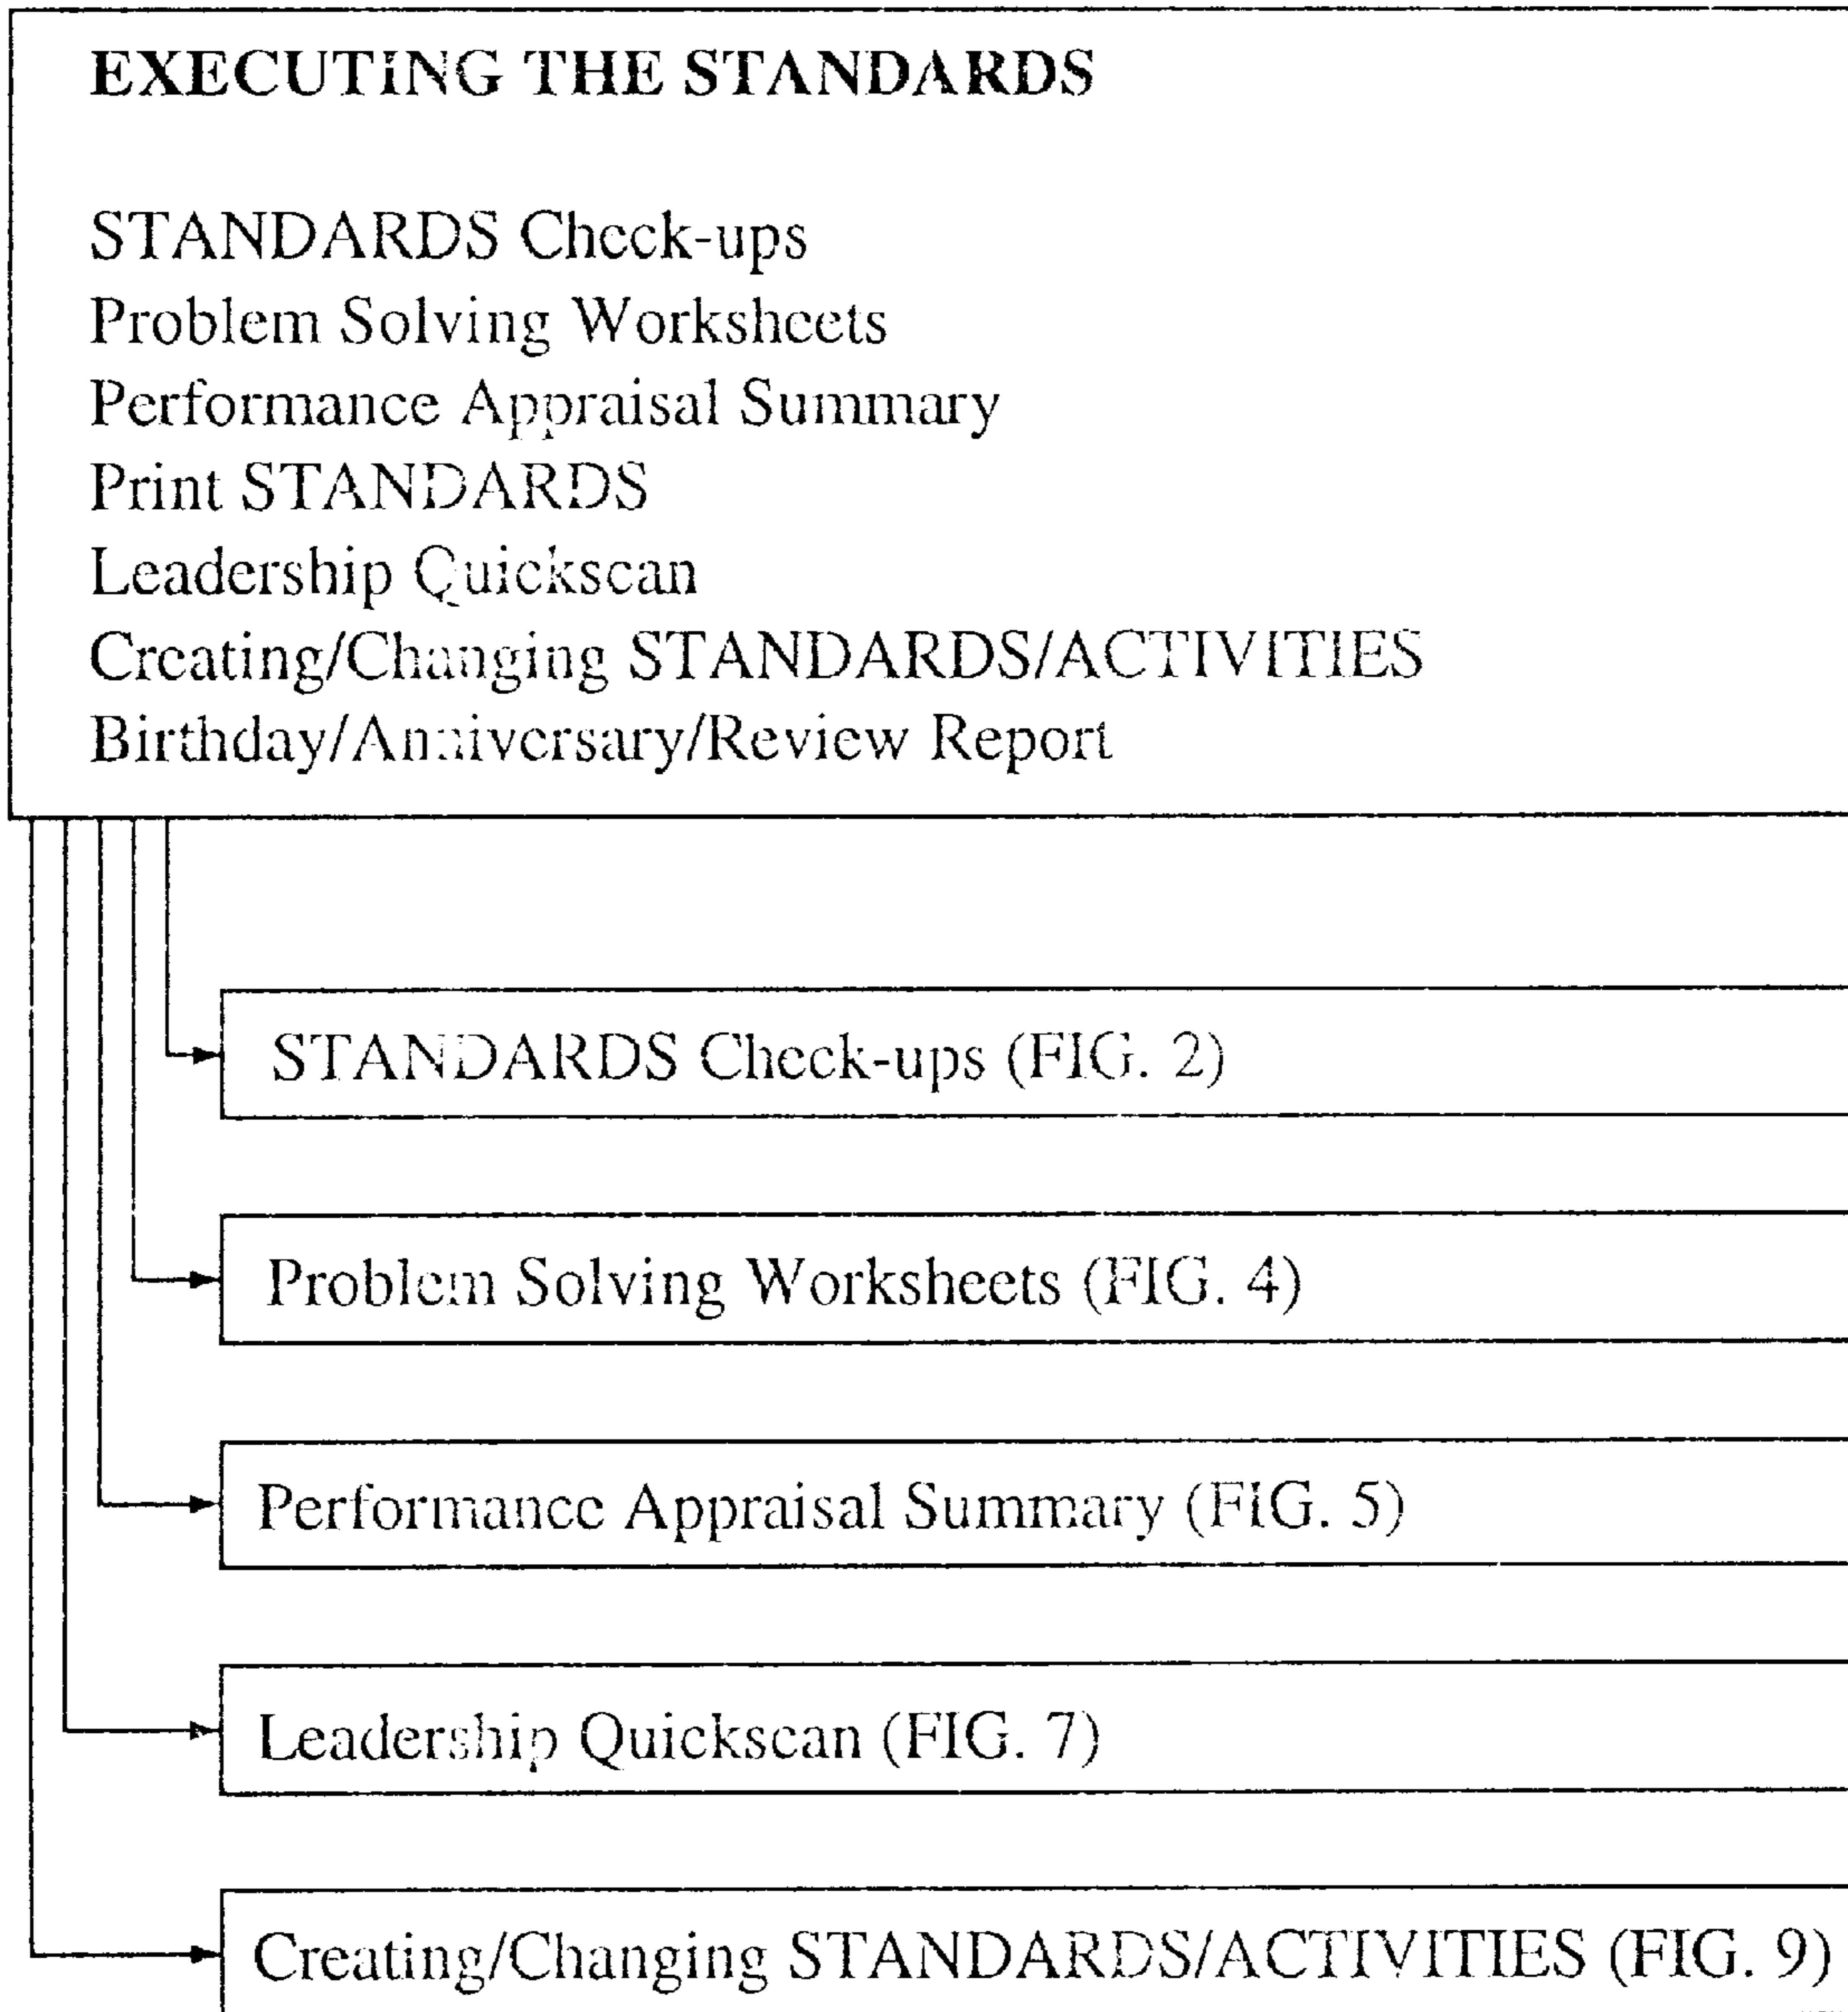 EXECUTING THE STANDARDS
STANDARDS Check-ups
Problem Solving Worksheets
Performance Appraisal Summary
Print STANDARDS
Leadership Quickscan
Creating/Changing STANDARDS/ACTIVITIES
Birthday/Anniversary/Review Report
STANDARDS Check-ups (FIG. 2)
Problem Solving Worksheets (FIG. 4)
Performance Appraisal Summary (FIG. 5)
Leadership Quickscan (FIG. 7)
Creating/Changing STANDARDS/ACTIVITIES (FIG. 9)